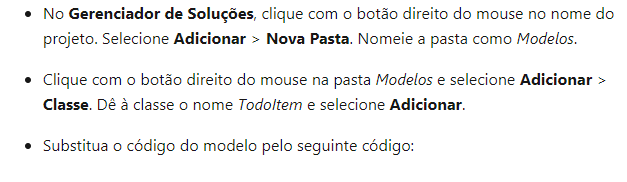 No Gerenciador de Soluções, clique com o botão direito do mouse no nome do
projeto. Selecione Adicionar > Nova Pasta. Nomeie a pasta como Modelos.
Clique com o botão direito do mouse na pasta Modelos e selecione Adicionar >
Classe. Dê à classe o nome TodoItem e selecione Adicionar.
Substitua o código do modelo pelo seguinte código: